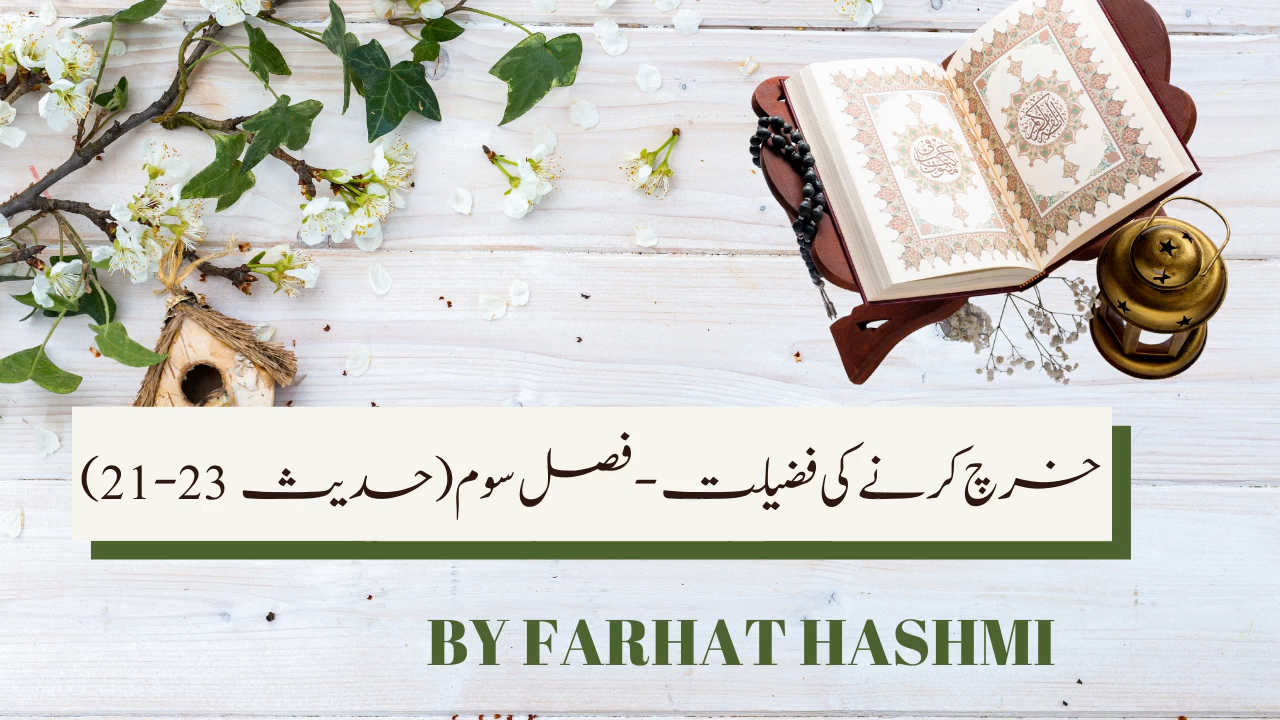 خرچ کرنے کی فضیلت - فصل سوم (حدیث 23-21)
BY FARHAT HASHMI